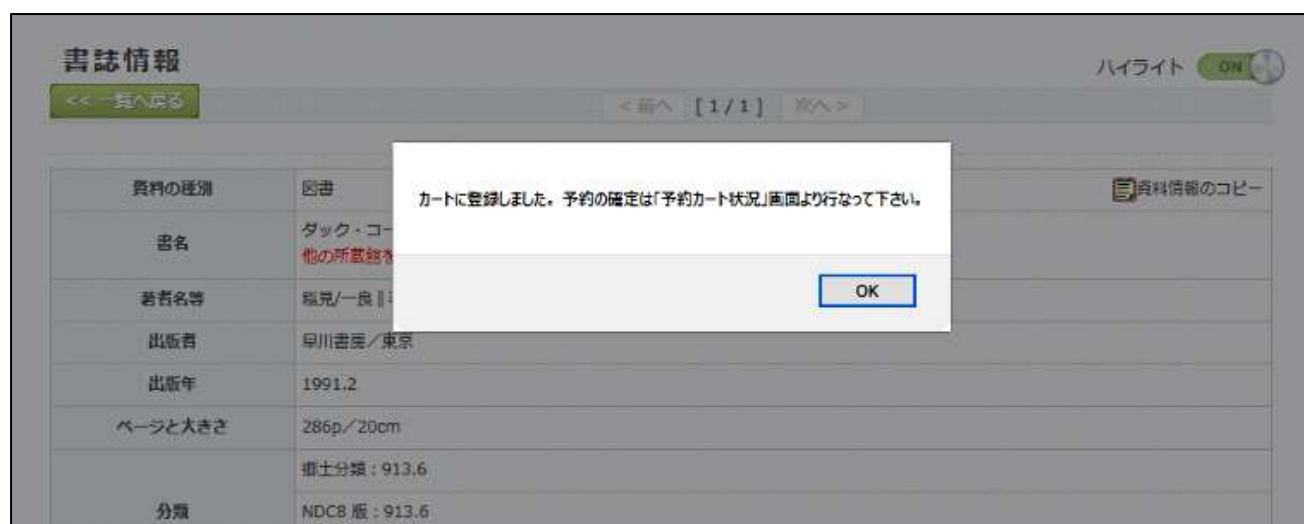 書誌情報
ハイライト ON
<< 一覧へ戻る
< 前へ [1/1] 次へ >
資料の種別 図書 資料情報のコピー
カートに登録しました。予約の確定は「予約カート状況」画面より行なって下さい。
OK
書名 ダック・コー
他の所蔵館を
著者名等 稲見/一良‖
出版者 早川書房/東京
出版年 1991.2
ページと大きさ 286p/20cm
分類 郷土分類:913.6
NDC8 版:913.6